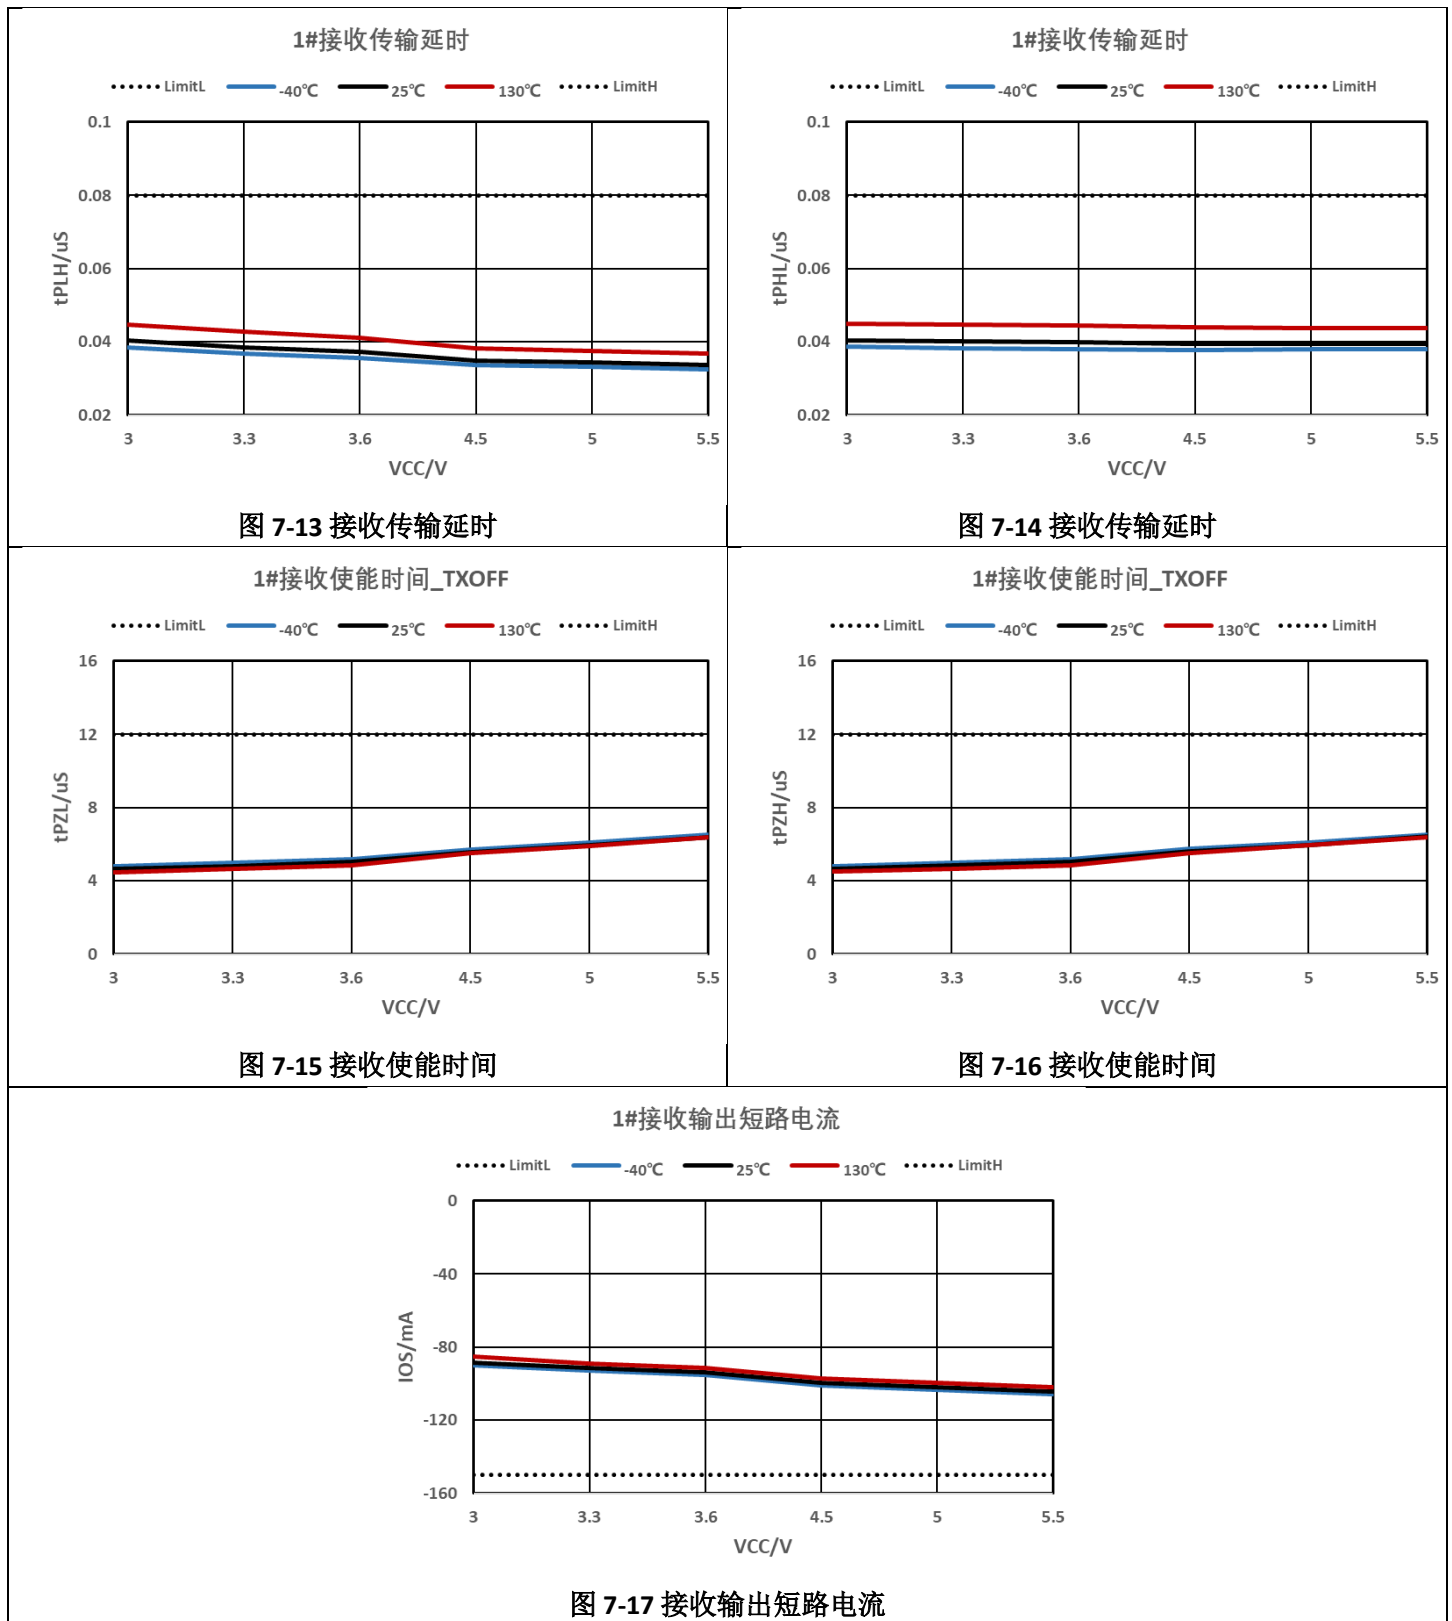 1#接收传输延时
LimitL -40℃ 25℃ 130℃ LimitH
0.1
0.08
0.06
0.04
0.02
tPLH/uS
3 3.3 3.6 4.5 5 5.5
VCC/V
图 7-13 接收传输延时
1#接收传输延时
LimitL -40℃ 25℃ 130℃ LimitH
0.1
0.08
0.06
0.04
0.02
tPHL/uS
3 3.3 3.6 4.5 5 5.5
VCC/V
图 7-14 接收传输延时
1#接收使能时间_TXOFF
LimitL -40℃ 25℃ 130℃ LimitH
16
12
8
4
0
tPZL/uS
3 3.3 3.6 4.5 5 5.5
VCC/V
图 7-15 接收使能时间
1#接收使能时间_TXOFF
LimitL -40℃ 25℃ 130℃ LimitH
16
12
8
4
0
tPZH/uS
3 3.3 3.6 4.5 5 5.5
VCC/V
图 7-16 接收使能时间
1#接收输出短路电流
LimitL -40℃ 25℃ 130℃ LimitH
0
-40
-80
-120
-160
IOS/mA
3 3.3 3.6 4.5 5 5.5
VCC/V
图 7-17 接收输出短路电流